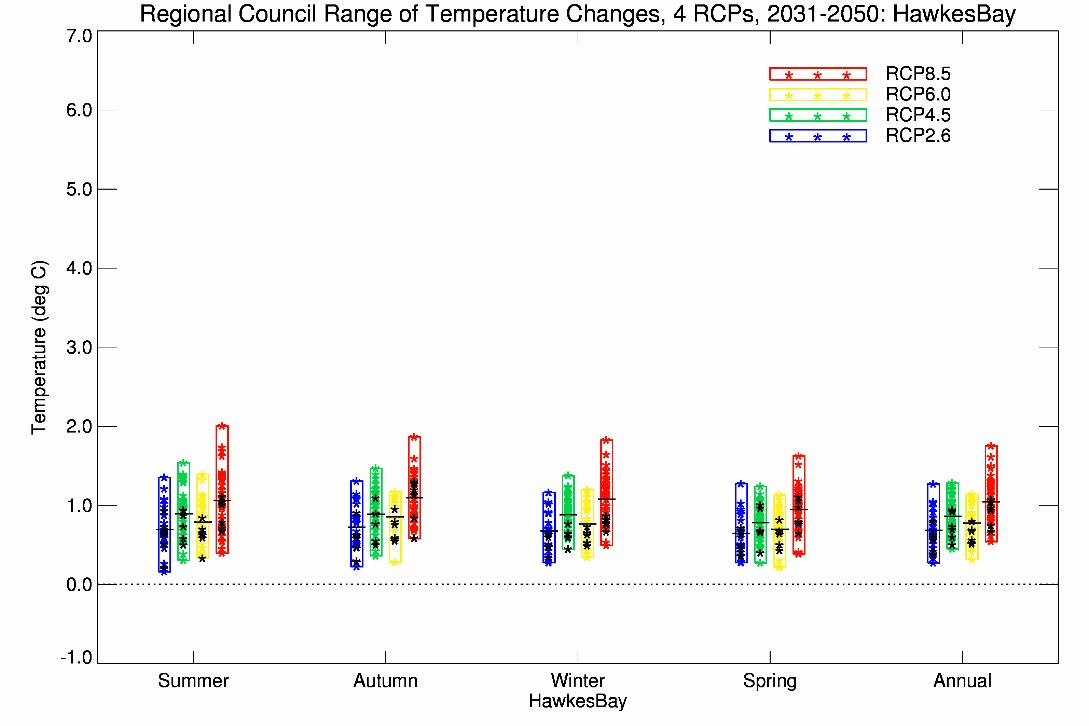 Regional Council Range of Temperature Changes, 4 RCPs, 2031-2050: HawkesBay
7.0
6.0
5.0
4.0
3.0
2.0
1.0
0.0
-1.0
Temperature (deg C)
RCP8.5
RCP6.0
RCP4.5
RCP2.6
Summer Autumn Winter Spring Annual
HawkesBay